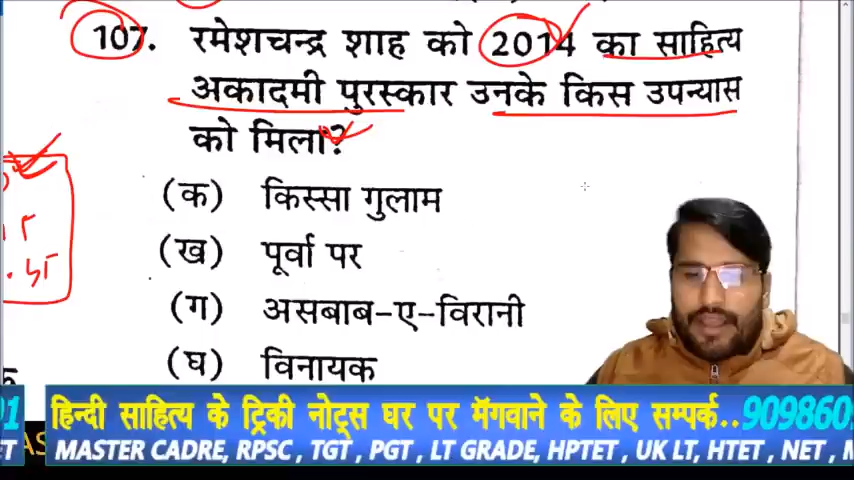 107. रमेशचन्द्र शाह को 2014 का साहित्य
अकादमी पुरस्कार उनके किस उपन्यास
को मिला?
(क) किस्सा गुलाम
(ख) पूर्वा पर
(ग) असबाब-ए-विरानी
(घ) विनायक
हिन्दी साहित्य के ट्रिकी नोट्स घर पर मँगवाने के लिए सम्पर्क..909860
MASTER CADRE, RPSC , TGT , PGT , LT GRADE, HPTET , UK LT, HTET , NET ,